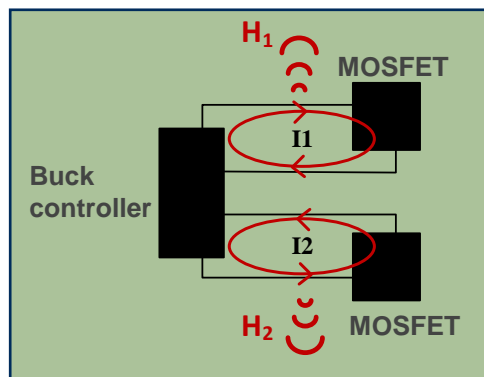 H₁
MOSFET
I1
Buck
controller
I2
H₂
MOSFET